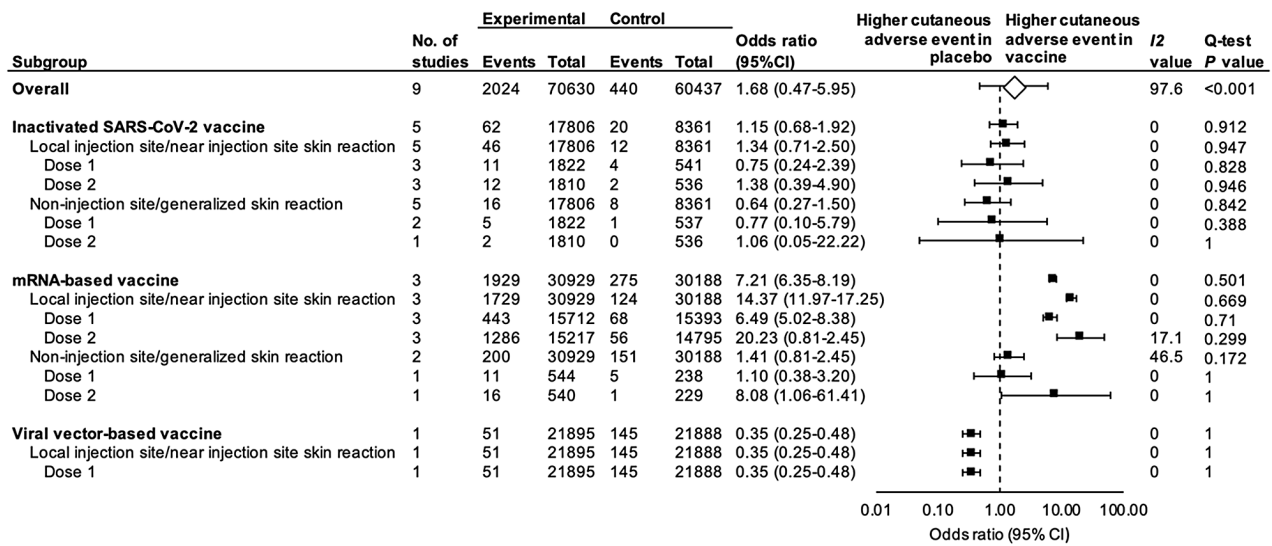 Experimental Control Higher cutaneous adverse event in placebo Higher cutaneous adverse event in vaccine
Subgroup No. of studies Events Total Events Total Odds ratio (95%CI) I2 value Q-test P value
Overall 9 2024 70630 440 60437 1.68 (0.47-5.95) 97.6 <0.001
Inactivated SARS-CoV-2 vaccine 5 62 17806 20 8361 1.15 (0.68-1.92) 0 0.912
Local injection site/near injection site skin reaction 5 46 17806 12 8361 1.34 (0.71-2.50) 0 0.947
Dose 1 3 11 1822 4 541 0.75 (0.24-2.39) 0 0.828
Dose 2 3 12 1810 2 536 1.38 (0.39-4.90) 0 0.946
Non-injection site/generalized skin reaction 5 16 17806 8 8361 0.64 (0.27-1.50) 0 0.842
Dose 1 2 5 1822 1 537 0.77 (0.10-5.79) 0 0.388
Dose 2 1 2 1810 0 536 1.06 (0.05-22.22) 0 1
mRNA-based vaccine 3 1929 30929 275 30188 7.21 (6.35-8.19) 0 0.501
Local injection site/near injection site skin reaction 3 1729 30929 124 30188 14.37 (11.97-17.25) 0 0.669
Dose 1 3 443 15712 68 15393 6.49 (5.02-8.38) 0 0.71
Dose 2 3 1286 15217 56 14795 20.23 (0.81-2.45) 17.1 0.299
Non-injection site/generalized skin reaction 2 200 30929 151 30188 1.41 (0.81-2.45) 46.5 0.172
Dose 1 1 11 544 5 238 1.10 (0.38-3.20) 0 1
Dose 2 1 16 540 1 229 8.08 (1.06-61.41) 0 1
Viral vector-based vaccine 1 51 21895 145 21888 0.35 (0.25-0.48) 0 1
Local injection site/near injection site skin reaction 1 51 21895 145 21888 0.35 (0.25-0.48) 0 1
Dose 1 1 51 21895 145 21888 0.35 (0.25-0.48) 0 1
0.01 0.10 1.00 10.00 100.00
Odds ratio (95% CI)